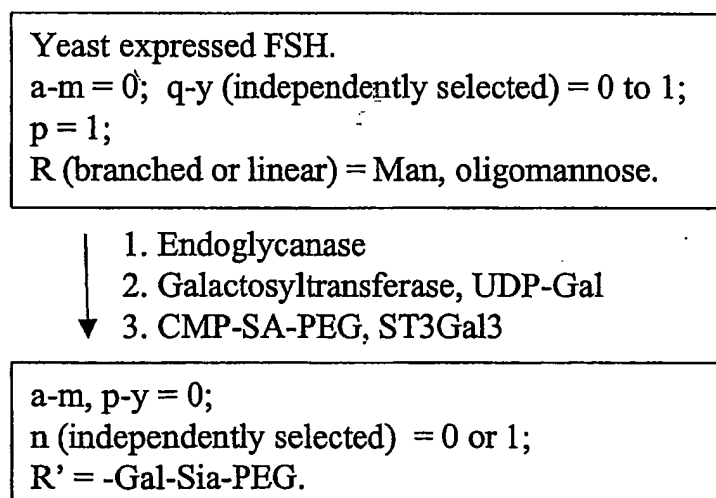 Yeast expressed FSH.
a-m = 0; q-y (independently selected) = 0 to 1;
p = 1;
R (branched or linear) = Man, oligomannose.
1. Endoglycanase
2. Galactosyltransferase, UDP-Gal
3. CMP-SA-PEG, ST3Gal3
a-m, p-y = 0;
n (independently selected) = 0 or 1;
R' = -Gal-Sia-PEG.